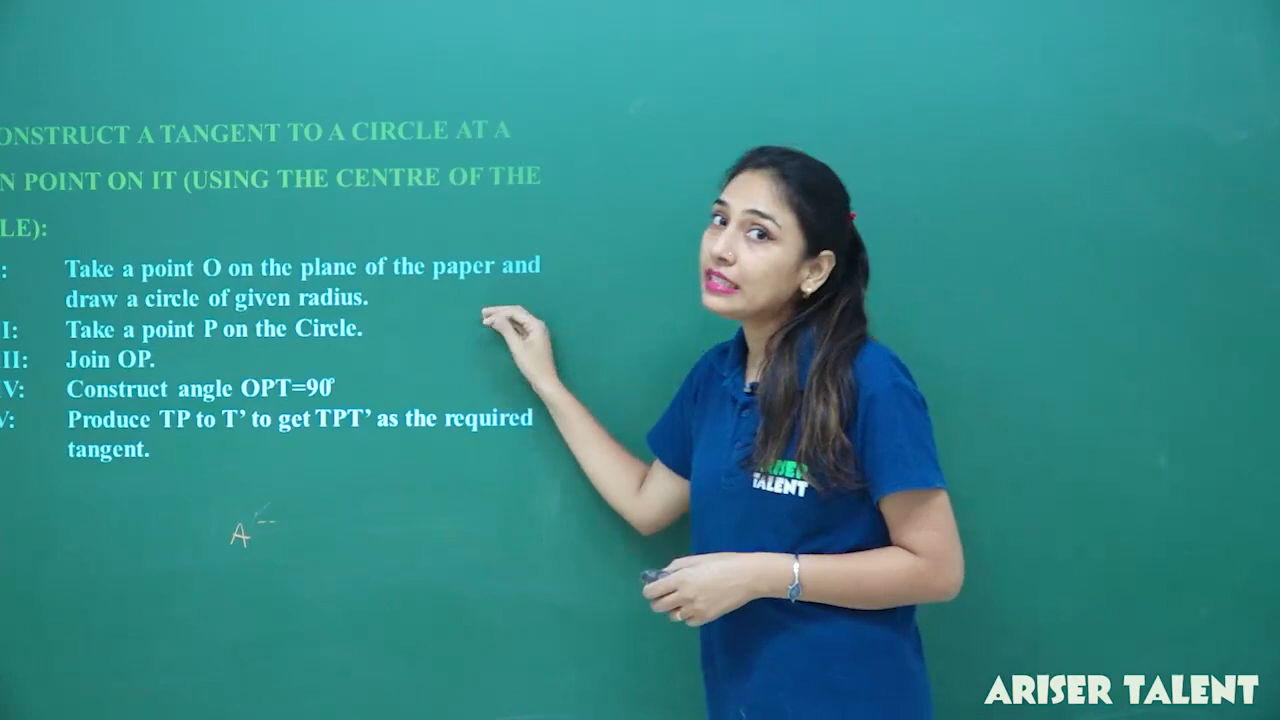 ONSTRUCT A TANGENT TO A CIRCLE AT A
N POINT ON IT (USING THE CENTRE OF THE
LE):
: Take a point O on the plane of the paper and
draw a circle of given radius.
I: Take a point P on the Circle.
II: Join OP.
V: Construct angle OPT=90°
V: Produce TP to T’ to get TPT’ as the required
tangent.
A
ARISER
TALENT
ARISER TALENT